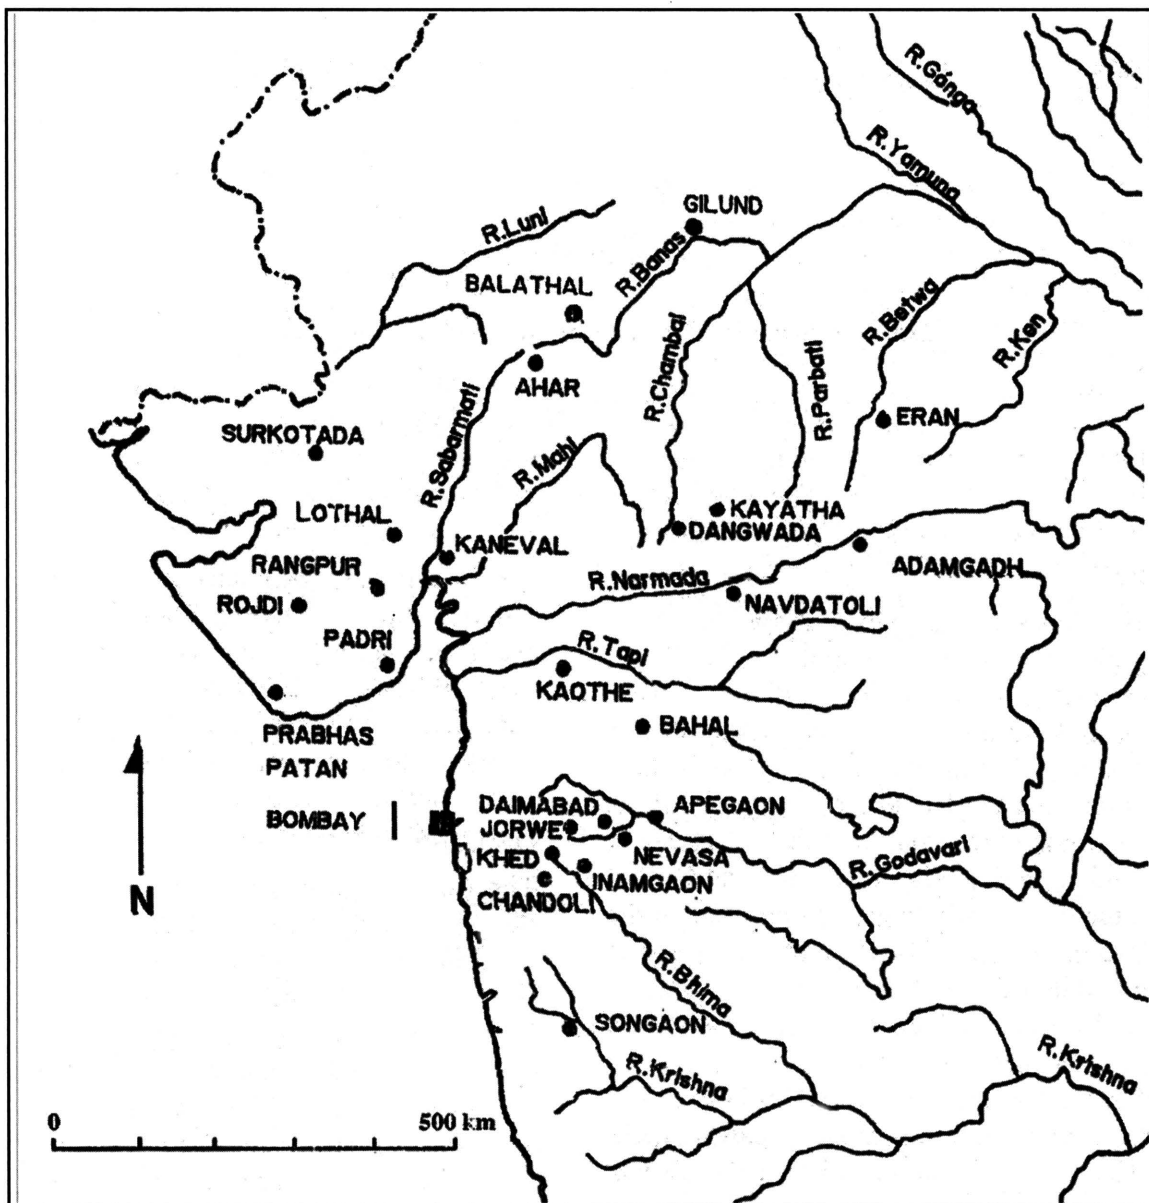 R.Ganga
R.Yamuna
GILUND
R.Luni
R.Banas
BALATHAL
R.Betwa
R.Ken
R.Chambal
R.Parbati
AHAR
ERAN
SURKOTADA
R.Sabarmati
R.Mahi
LOTHAL
KAYATHA
DANGWADA
KANEVAL
RANGPUR
ADAMGADH
R.Narmada
ROJDI
NAVDATOLI
PADRI
R.Tapi
KAOTHE
BAHAL
PRABHAS
PATAN
DAIMABAD
APEGAON
BOMBAY
JORWE
NEVASA
KHED
R.Godavari
INAMGAON
CHANDOLI
N
R.Bhima
SONGAON
R.Krishna
R.Krishna
0
500 km